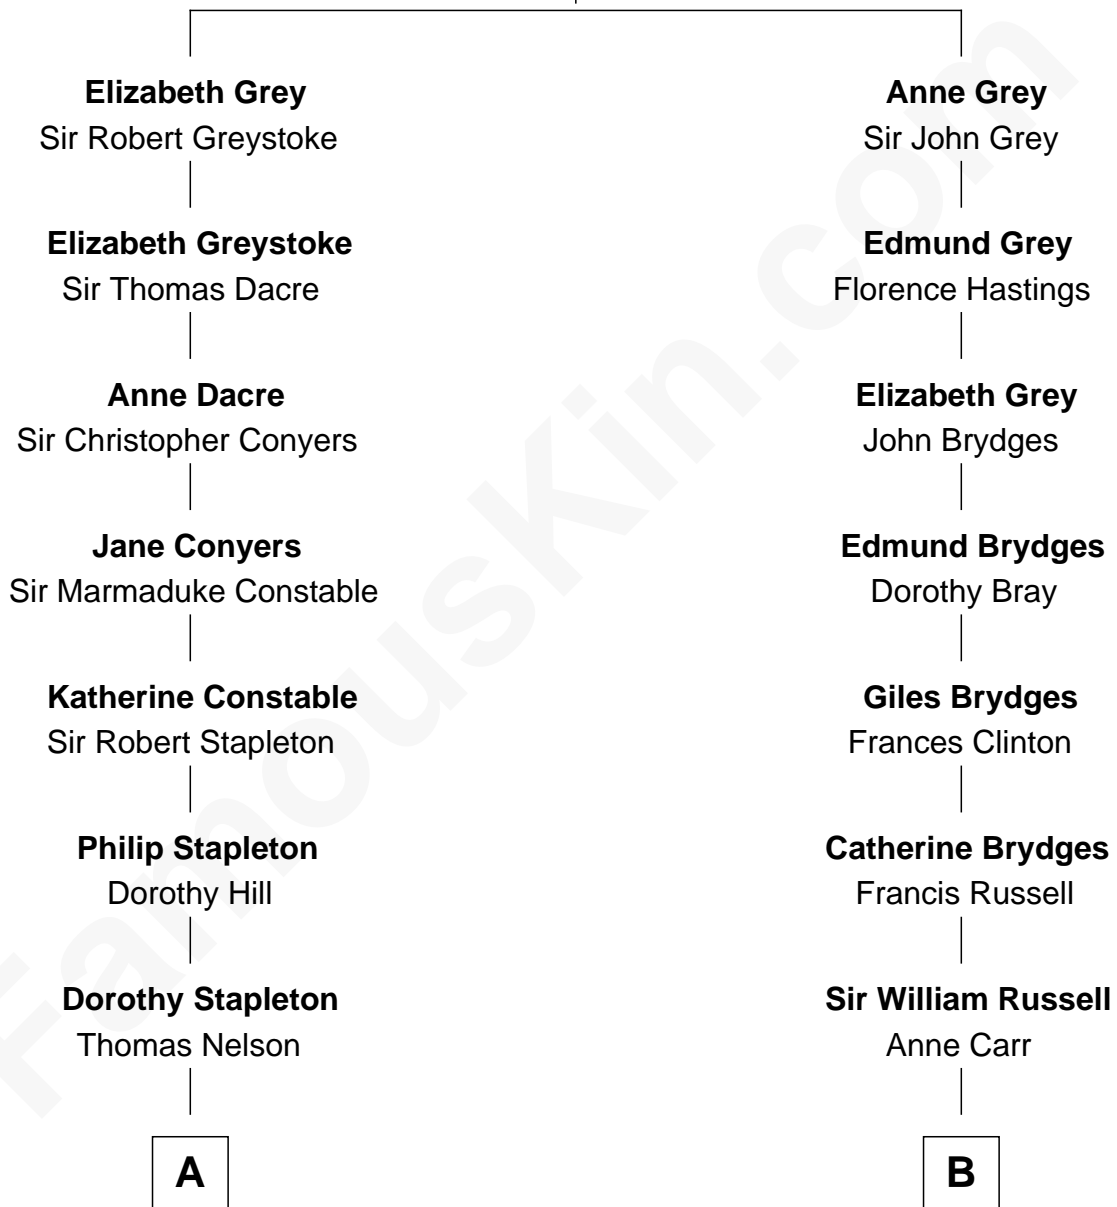 Elizabeth Grey
Sir Robert Greystoke
Elizabeth Greystoke
Sir Thomas Dacre
Anne Dacre
Sir Christopher Conyers
Jane Conyers
Sir Marmaduke Constable
Katherine Constable
Sir Robert Stapleton
Philip Stapleton
Dorothy Hill
Dorothy Stapleton
Thomas Nelson
A
Anne Grey
Sir John Grey
Edmund Grey
Florence Hastings
Elizabeth Grey
John Brydges
Edmund Brydges
Dorothy Bray
Giles Brydges
Frances Clinton
Catherine Brydges
Francis Russell
Sir William Russell
Anne Carr
B
FamousKin.com